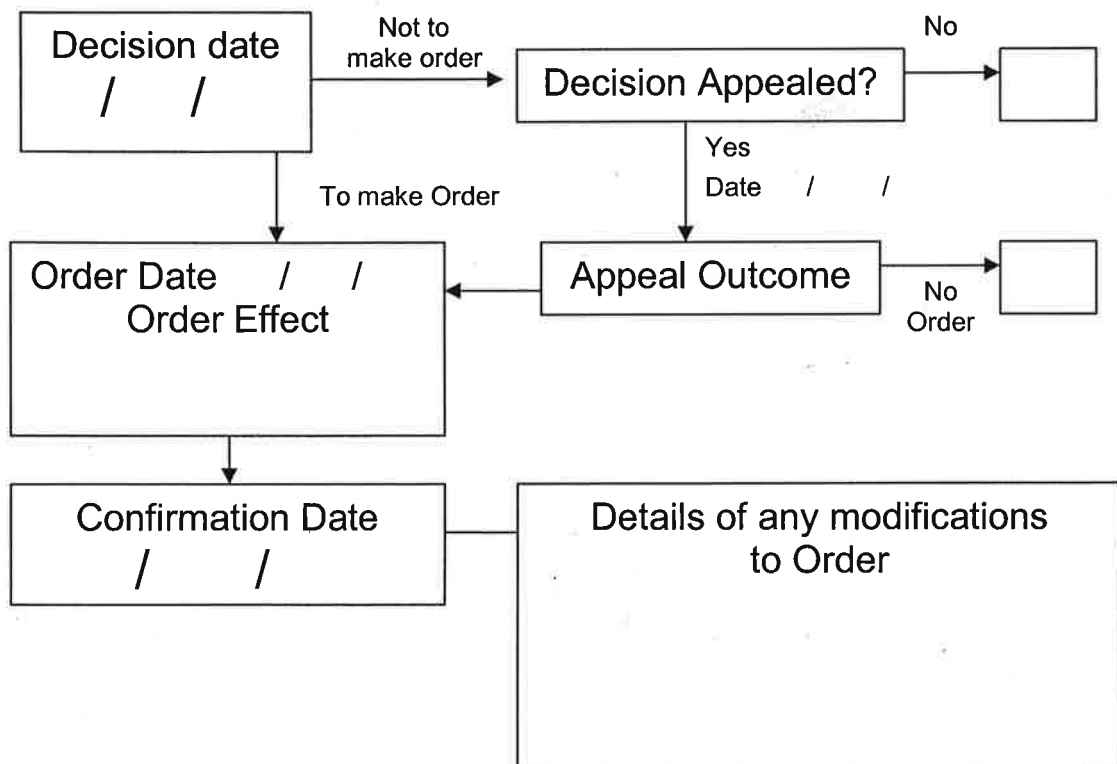 Decision date
/ /
Not to
make order
Decision Appealed?
No
Yes
Date / /
To make Order
Order Date / /
Order Effect
Appeal Outcome
No
Order
Confirmation Date
/ /
Details of any modifications
to Order